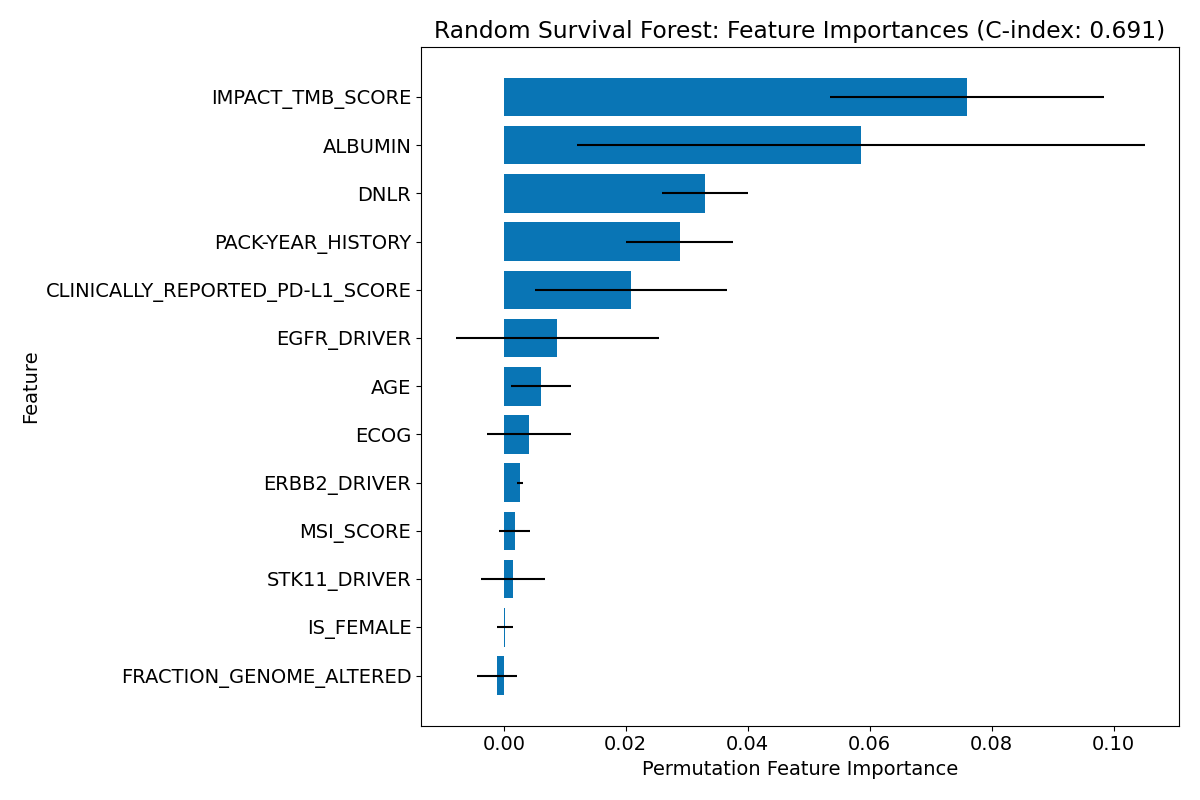 Random Survival Forest: Feature Importances (C-index: 0.691)
IMPACT_TMB_SCORE
ALBUMIN
DNLR
PACK-YEAR_HISTORY
CLINICALLY_REPORTED_PD-L1_SCORE
EGFR_DRIVER
AGE
ECOG
ERBB2_DRIVER
MSI_SCORE
STK11_DRIVER
IS_FEMALE
FRACTION_GENOME_ALTERED
Feature
0.00 0.02 0.04 0.06 0.08 0.10
Permutation Feature Importance